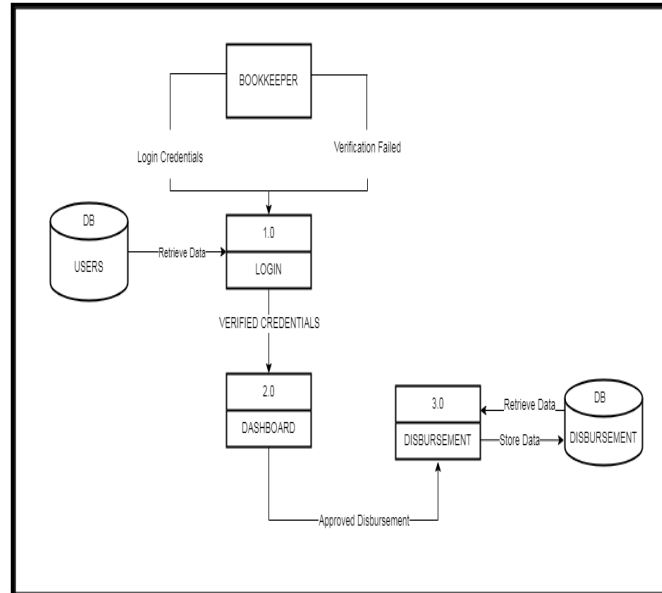 BOOKKEEPER
Login Credentials
Verification Failed
DB
USERS
Retrieve Data
1.0
LOGIN
VERIFIED CREDENTIALS
2.0
DASHBOARD
3.0
DISBURSEMENT
Retrieve Data
Store Data
DB
DISBURSEMENT
Approved Disbursement